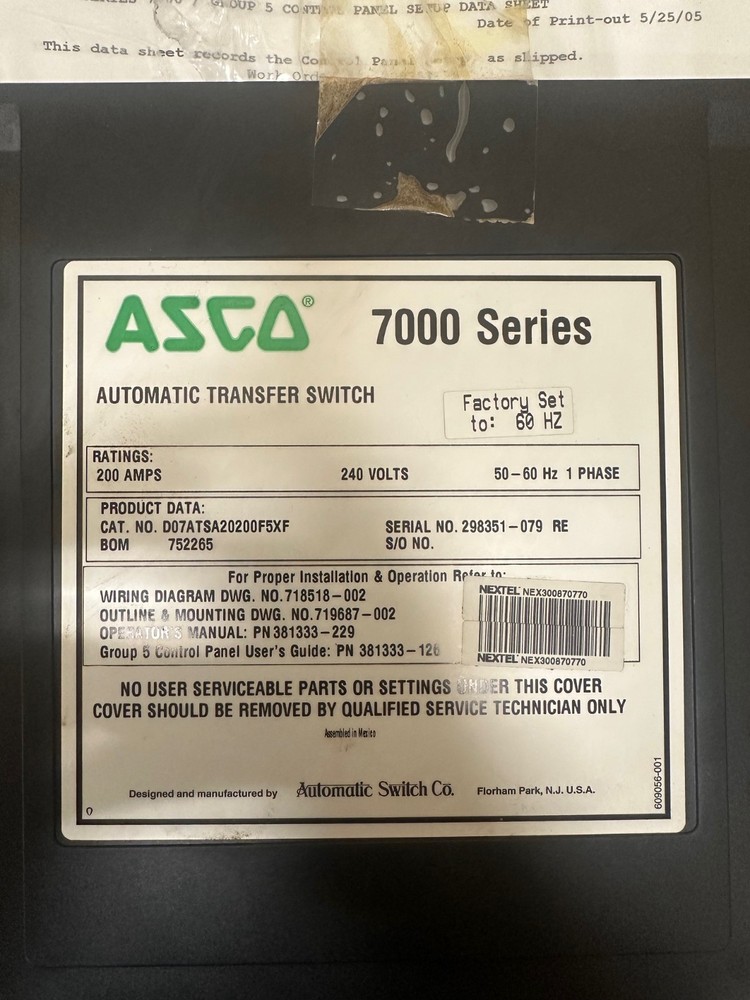 GROUP 5 CONT PANEL SETUP DATA SHEET
Date of Print-out 5/25/05
This data sheet records the Control Panel as shipped.
Work Ord
ASCO®
7000 Series
AUTOMATIC TRANSFER SWITCH
Factory Set
to: 60 HZ
RATINGS:
200 AMPS 240 VOLTS 50-60 Hz 1 PHASE
PRODUCT DATA:
CAT. NO. D07ATSA20200F5XF SERIAL NO. 298351-079 RE
BOM 752265 S/O NO.
For Proper Installation & Operation Refer to:
WIRING DIAGRAM DWG. NO.718518-002
OUTLINE & MOUNTING DWG. NO.719687-002
OPERATOR'S MANUAL: PN 381333-229
Group 5 Control Panel User's Guide: PN 381333-126
NEXTEL NEX300870770
NEXTEL NEX300870770
NO USER SERVICEABLE PARTS OR SETTINGS UNDER THIS COVER
COVER SHOULD BE REMOVED BY QUALIFIED SERVICE TECHNICIAN ONLY
Assembled in Mexico
Designed and manufactured by Automatic Switch Co. Florham Park, N.J. U.S.A.
609056-001